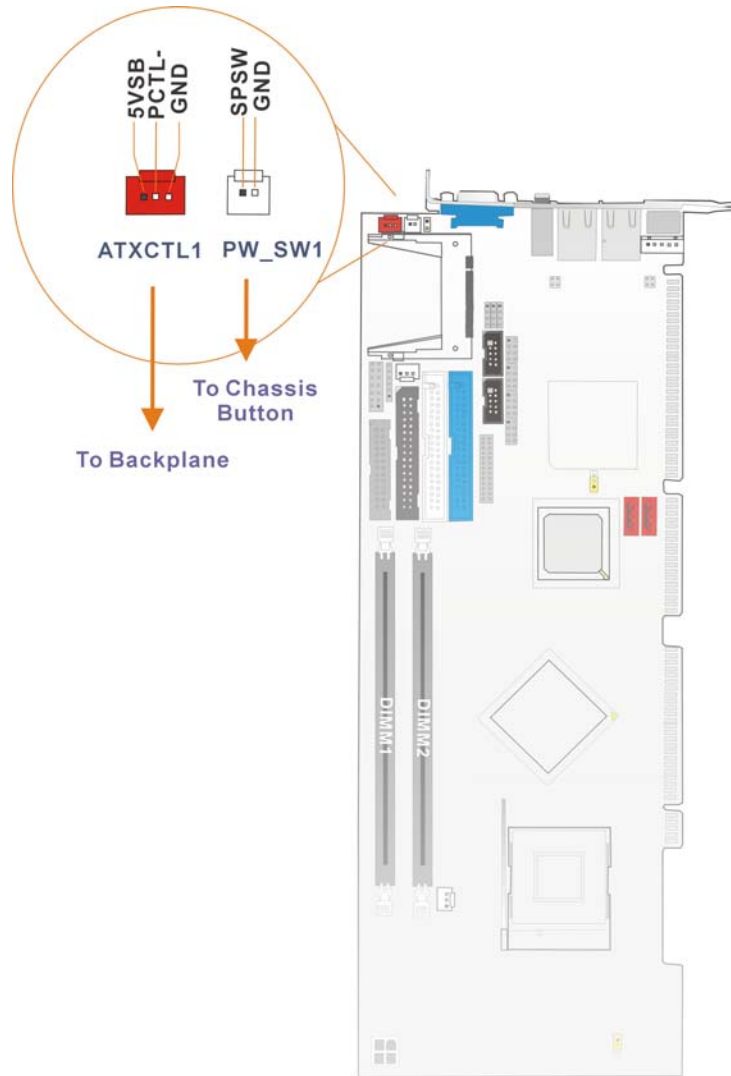 5VSB
PCTL-
GND
SPSW
GND
ATXCTL1
PW_SW1
To Chassis
Button
To Backplane
DIMM1
DIMM2